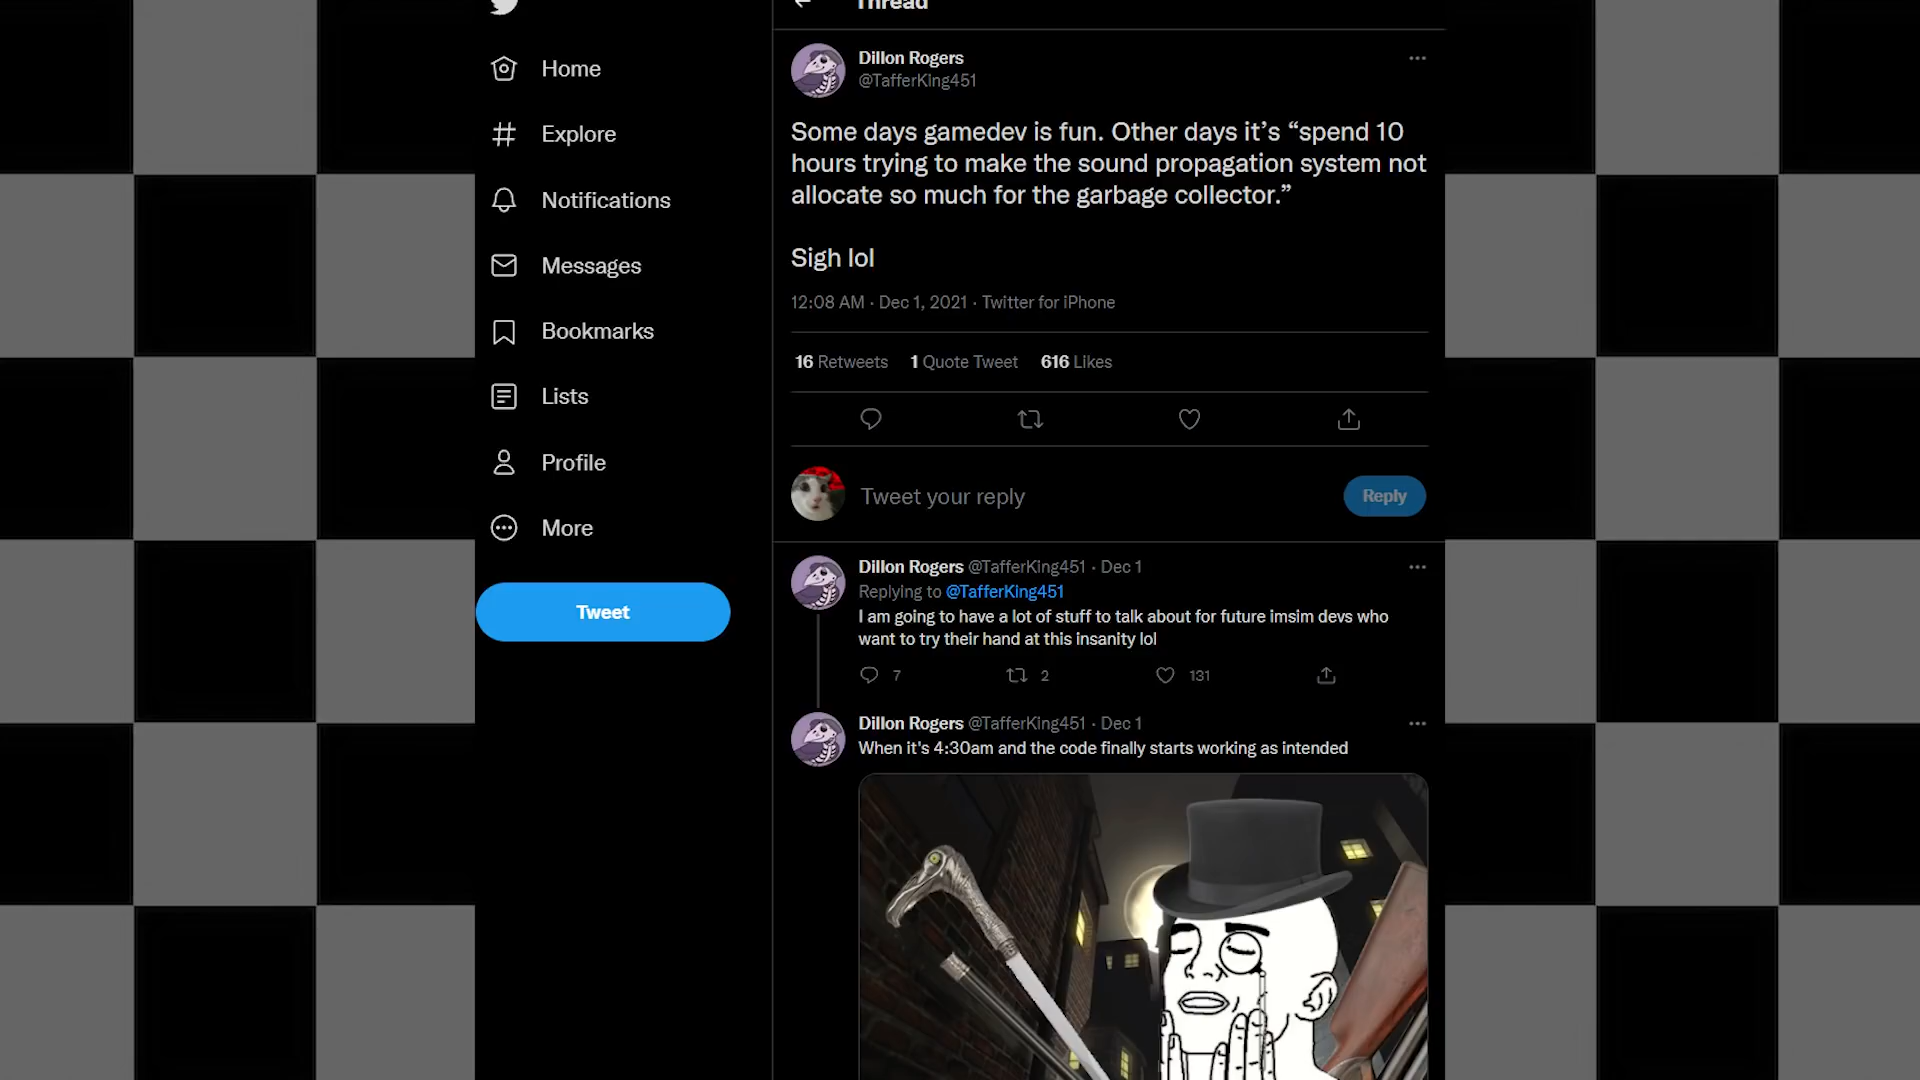 Thread
Home
Explore
Notifications
Messages
Bookmarks
Lists
Profile
More
Tweet
Dillon Rogers
@TafferKing451
Some days gamedev is fun. Other days it’s “spend 10
hours trying to make the sound propagation system not
allocate so much for the garbage collector.”
Sigh lol
12:08 AM · Dec 1, 2021 · Twitter for iPhone
16 Retweets 1 Quote Tweet 616 Likes
Tweet your reply
Reply
Dillon Rogers @TafferKing451 · Dec 1
Replying to @TafferKing451
I am going to have a lot of stuff to talk about for future imsim devs who
want to try their hand at this insanity lol
7 2 131
Dillon Rogers @TafferKing451 · Dec 1
When it's 4:30am and the code finally starts working as intended